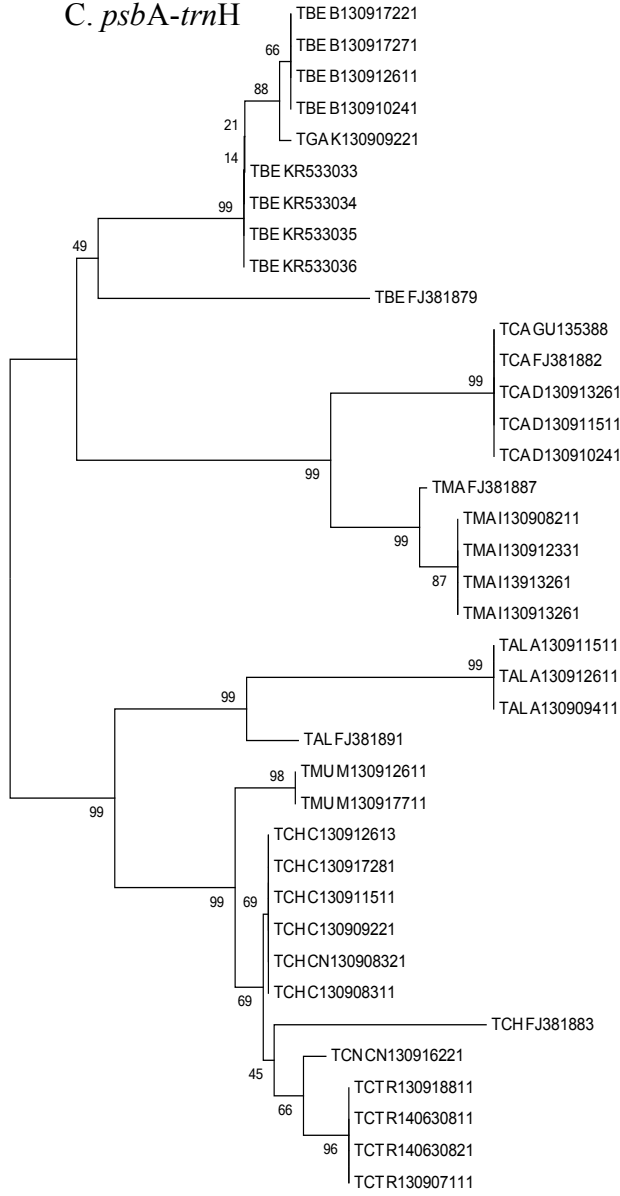 C. psbA-trnH
TBE B130917221
66
TBE B130917271
TBE B130912611
88
TBE B130910241
21
TGA K130909221
14
TBE KR533033
TBE KR533034
99
TBE KR533035
49
TBE KR533036
TBE FJ381879
TCA GU135388
TCA FJ381882
99
TCA D130913261
TCA D130911511
TCA D130910241
99
TMA FJ381887
TMA I130908211
99
TMA I130912331
87
TMA I13913261
TMA I130913261
TAL A130911511
99
TAL A130912611
99
TAL A130909411
TAL FJ381891
98
TMU M130912611
TMU M130917711
99
TCH C130912613
TCH C130917281
99
69
TCH C130911511
TCH C130909221
TCH CN130908321
69
TCH C130908311
TCH FJ381883
TCN CN130916221
45
TCT R130918811
66
TCT R140630811
96
TCT R140630821
TCT R130907111